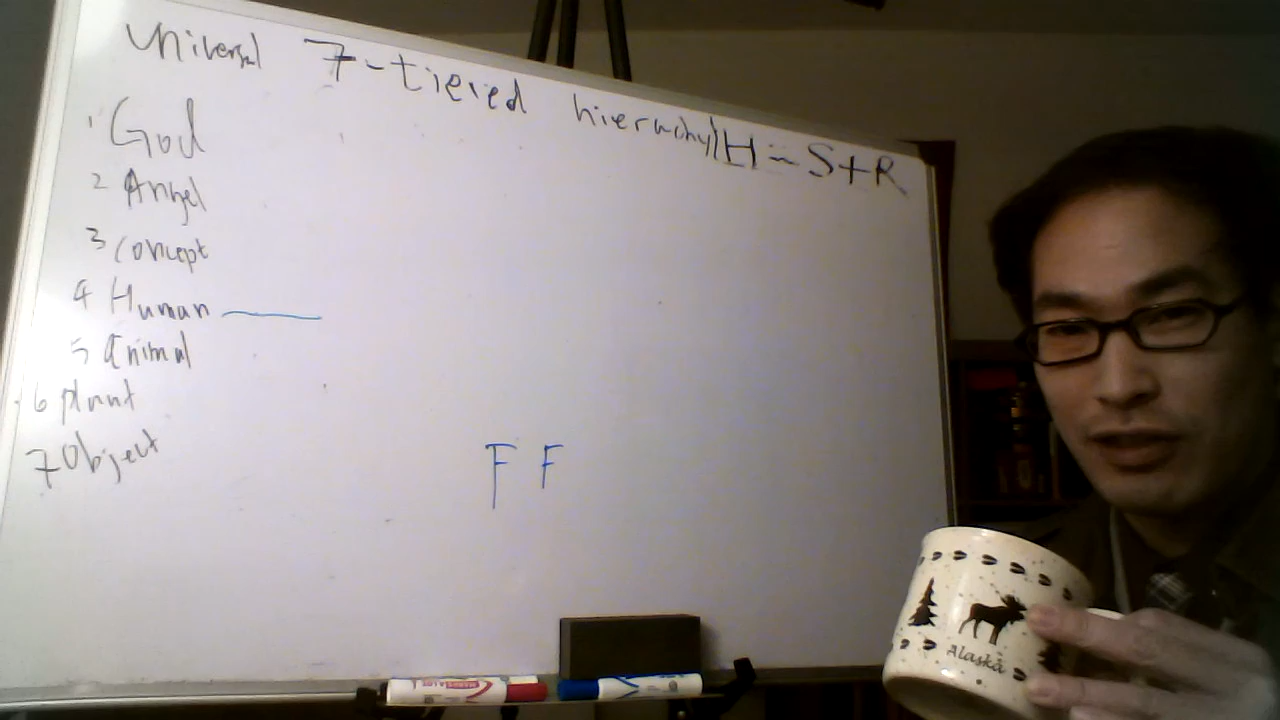 Universal 7-tiered hierarchy H = S+R
1 God
2 Angel
3 Concept
4 Human
5 Animal
6 plant
7 Object
F F
Alaska